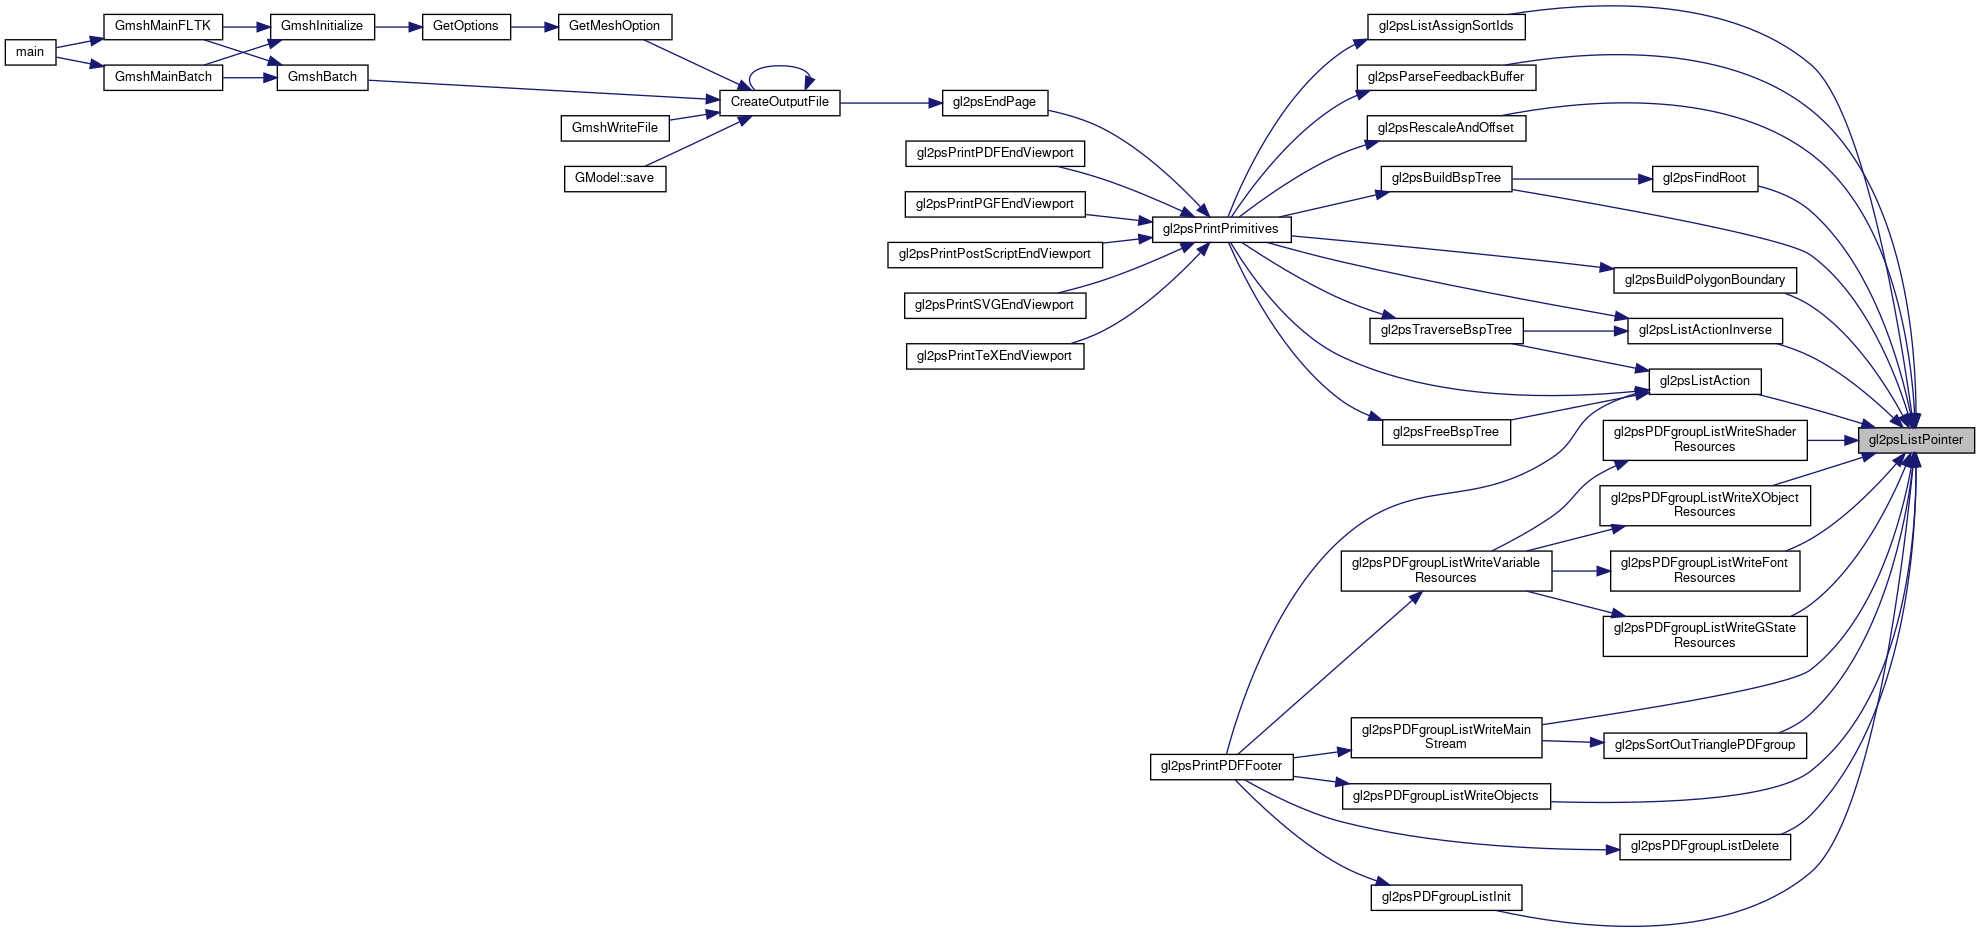 main
GmshMainFLTK
GmshMainBatch
GmshInitialize
GmshBatch
GetOptions
GetMeshOption
GmshWriteFile
GModel::save
CreateOutputFile
gl2psEndPage
gl2psPrintPDFEndViewport
gl2psPrintPGFEndViewport
gl2psPrintPostScriptEndViewport
gl2psPrintSVGEndViewport
gl2psPrintTeXEndViewport
gl2psPrintPrimitives
gl2psPrintPDFFooter
gl2psListAssignSortIds
gl2psParseFeedbackBuffer
gl2psRescaleAndOffset
gl2psBuildBspTree
gl2psTraverseBspTree
gl2psFreeBspTree
gl2psPDFgroupListWriteVariable
Resources
gl2psPDFgroupListWriteMain
Stream
gl2psPDFgroupListWriteObjects
gl2psPDFgroupListInit
gl2psFindRoot
gl2psBuildPolygonBoundary
gl2psListActionInverse
gl2psListAction
gl2psPDFgroupListWriteShader
Resources
gl2psPDFgroupListWriteXObject
Resources
gl2psPDFgroupListWriteFont
Resources
gl2psPDFgroupListWriteGState
Resources
gl2psSortOutTrianglePDFgroup
gl2psPDFgroupListDelete
gl2psListPointer